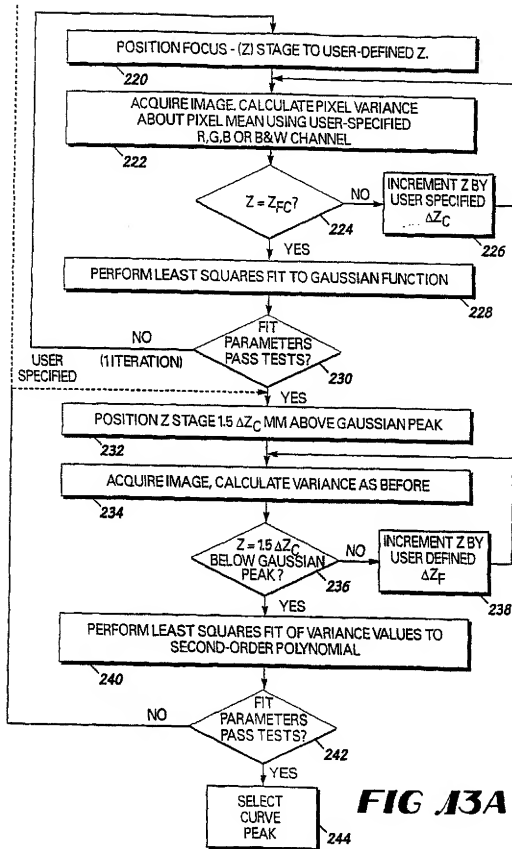 POSITION FOCUS - (Z) STAGE TO USER-DEFINED Z.
220
ACQUIRE IMAGE. CALCULATE PIXEL VARIANCE
ABOUT PIXEL MEAN USING USER-SPECIFIED
R,G,B OR B&W CHANNEL
222
Z = Z_FC?
224
NO
INCREMENT Z BY
USER SPECIFIED
ΔZ_C
226
YES
PERFORM LEAST SQUARES FIT TO GAUSSIAN FUNCTION
228
FIT
PARAMETERS
PASS TESTS?
230
NO
(1 ITERATION)
USER
SPECIFIED
YES
POSITION Z STAGE 1.5 ΔZ_C MM ABOVE GAUSSIAN PEAK
232
ACQUIRE IMAGE, CALCULATE VARIANCE AS BEFORE
234
Z = 1.5 ΔZ_C
BELOW GAUSSIAN
PEAK?
236
NO
INCREMENT Z BY
USER DEFINED
ΔZ_F
238
YES
PERFORM LEAST SQUARES FIT OF VARIANCE VALUES TO
SECOND-ORDER POLYNOMIAL
240
FIT
PARAMETERS
PASS TESTS?
242
NO
YES
SELECT
CURVE
PEAK
244
FIG 13A